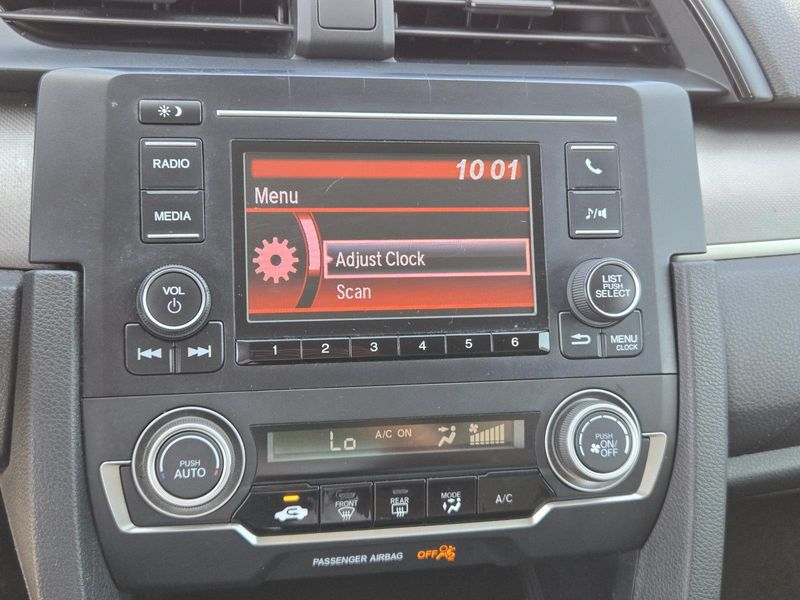 10 01
RADIO
Menu
MEDIA
Adjust Clock
VOL
LIST
PUSH
SELECT
Scan
MENU
CLOCK
1 2 3 4 5 6
PUSH
AUTO
Lo
A/C ON
PUSH
ON/
OFF
FRONT
REAR
MODE
A/C
PASSENGER AIRBAG
OFF